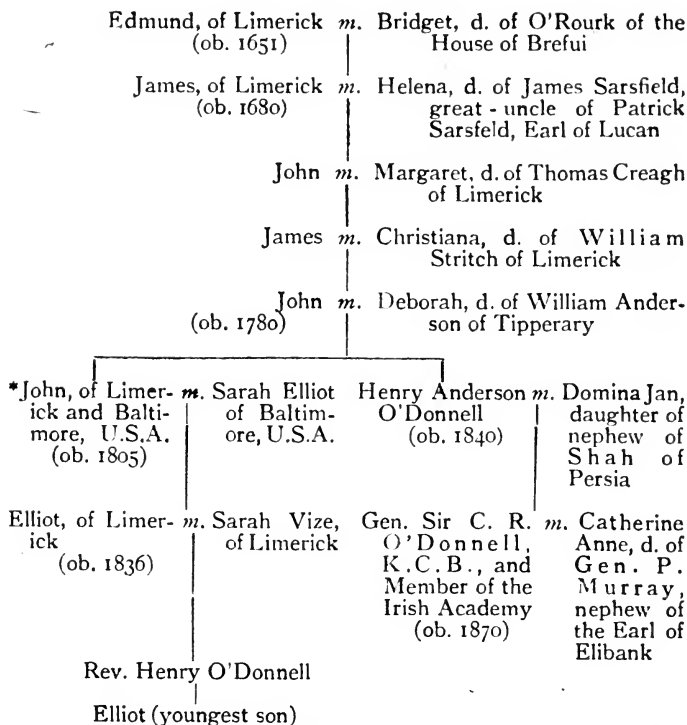 Edmund, of Limerick m. Bridget, d. of O'Rourk of the
(ob. 1651) House of Brefui
James, of Limerick m. Helena, d. of James Sarsfield,
(ob. 1680) great-uncle of Patrick
Sarsfeld, Earl of Lucan
John m. Margaret, d. of Thomas Creagh
of Limerick
James m. Christiana, d. of William
Stritch of Limerick
John m. Deborah, d. of William Ander-
(ob. 1780) son of Tipperary
*John, of Limer-
ick and Balti-
more, U.S.A.
(ob. 1805)
m. Sarah Elliot
of Baltim-
ore, U.S.A.
Henry Anderson
O'Donnell
(ob. 1840)
m. Domina Jan,
daughter of
nephew of
Shah of
Persia
Elliot, of Limer-
ick
(ob. 1836)
m. Sarah Vize,
of Limerick
Gen. Sir C. R.
O'Donnell,
K.C.B., and
Member of the
Irish Academy
(ob. 1870)
m. Catherine
Anne, d. of
Gen. P.
Murray,
nephew of
the Earl of
Elibank
Rev. Henry O'Donnell
Elliot (youngest son)